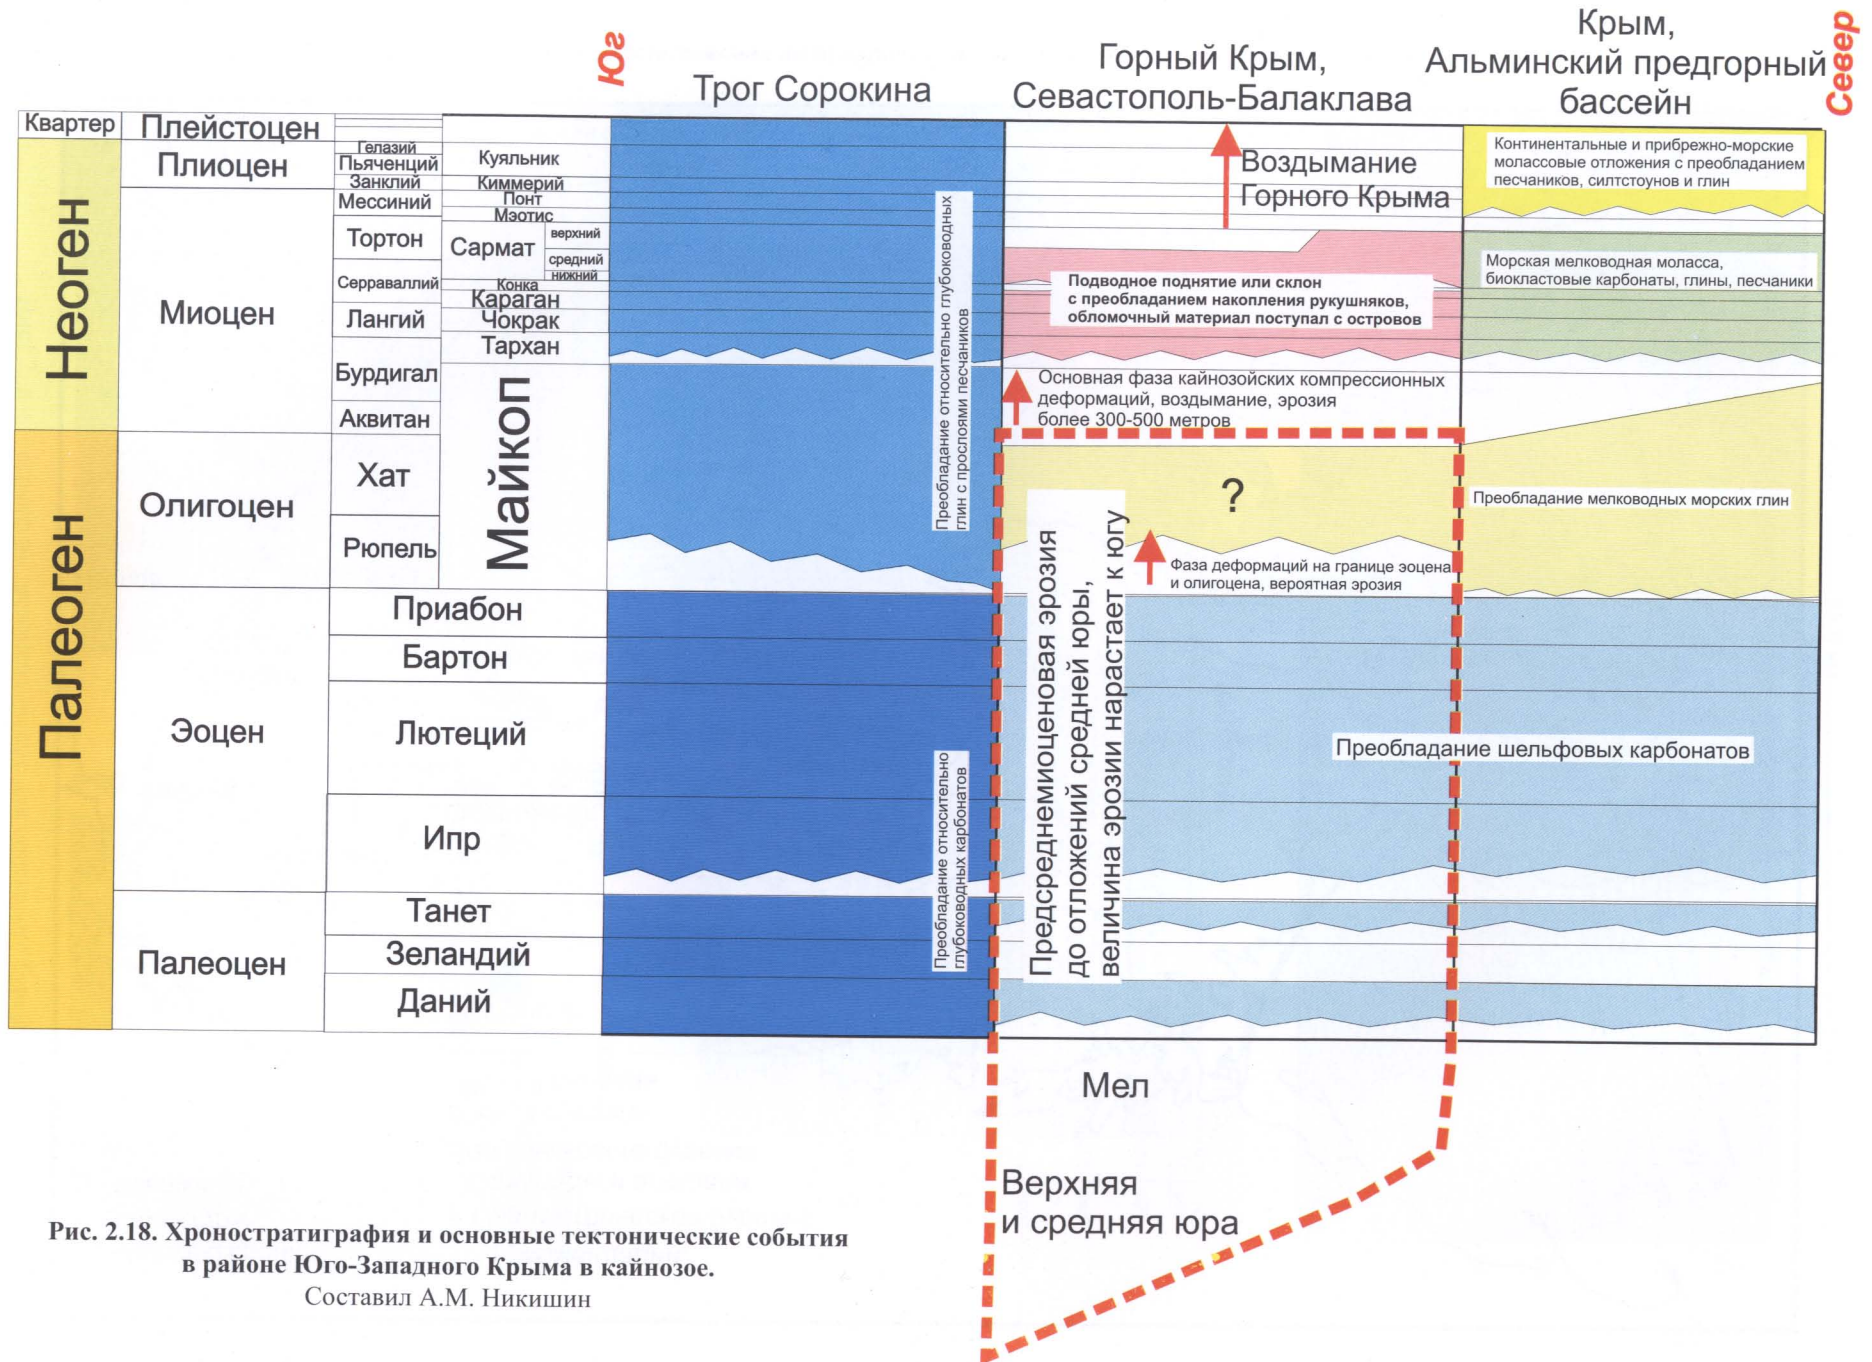 Юг
Север
Трог Сорокина
Горный Крым,
Севастополь-Балаклава
Крым,
Альминский предгорный
бассейн
Квартер
Неоген
Палеоген
Плейстоцен
Плиоцен
Миоцен
Олигоцен
Эоцен
Палеоцен
Гелазий
Пьяченций
Занклий
Мессиний
Тортон
Серраваллий
Лангий
Бурдигал
Аквитан
Хат
Рюпель
Приабон
Бартон
Лютеций
Ипр
Танет
Зеландий
Даний
Куяльник
Киммерий
Понт
Мэотис
Сармат
верхний
средний
нижний
Конка
Караган
Чокрак
Тархан
Майкоп
Преобладание относительно глубоководных
глин с прослоями песчаников
Преобладание относительно
глубоководных карбонатов
Воздымание
Горного Крыма
Подводное поднятие или склон
с преобладанием накопления рукушняков,
обломочный материал поступал с островов
Основная фаза кайнозойских компрессионных
деформаций, воздымание, эрозия
более 300-500 метров
?
Фаза деформаций на границе эоцена
и олигоцена, вероятная эрозия
Предсреднемиоценовая эрозия
до отложений средней юры,
величина эрозии нарастает к югу
Континентальные и прибрежно-морские
молассовые отложения с преобладанием
песчаников, силтстоунов и глин
Морская мелководная моласса,
биокластовые карбонаты, глины, песчаники
Преобладание мелководных морских глин
Преобладание шельфовых карбонатов
Мел
Верхняя
и средняя юра
Рис. 2.18. Хроностратиграфия и основные тектонические события
в районе Юго-Западного Крыма в кайнозое.
Составил А.М. Никишин